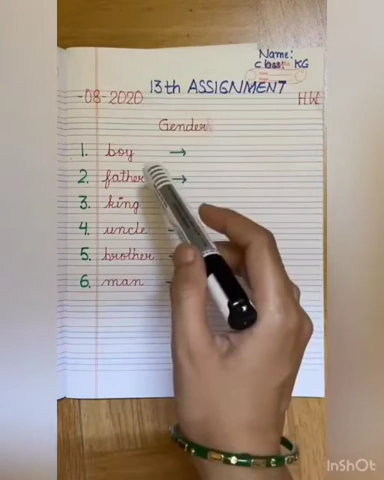 Name:
Class: KG
13th ASSIGNMENT
-08-2020 HW
Gender
1. boy →
2. father →
3. king
4. uncle
5. brother
6. man
InShOt